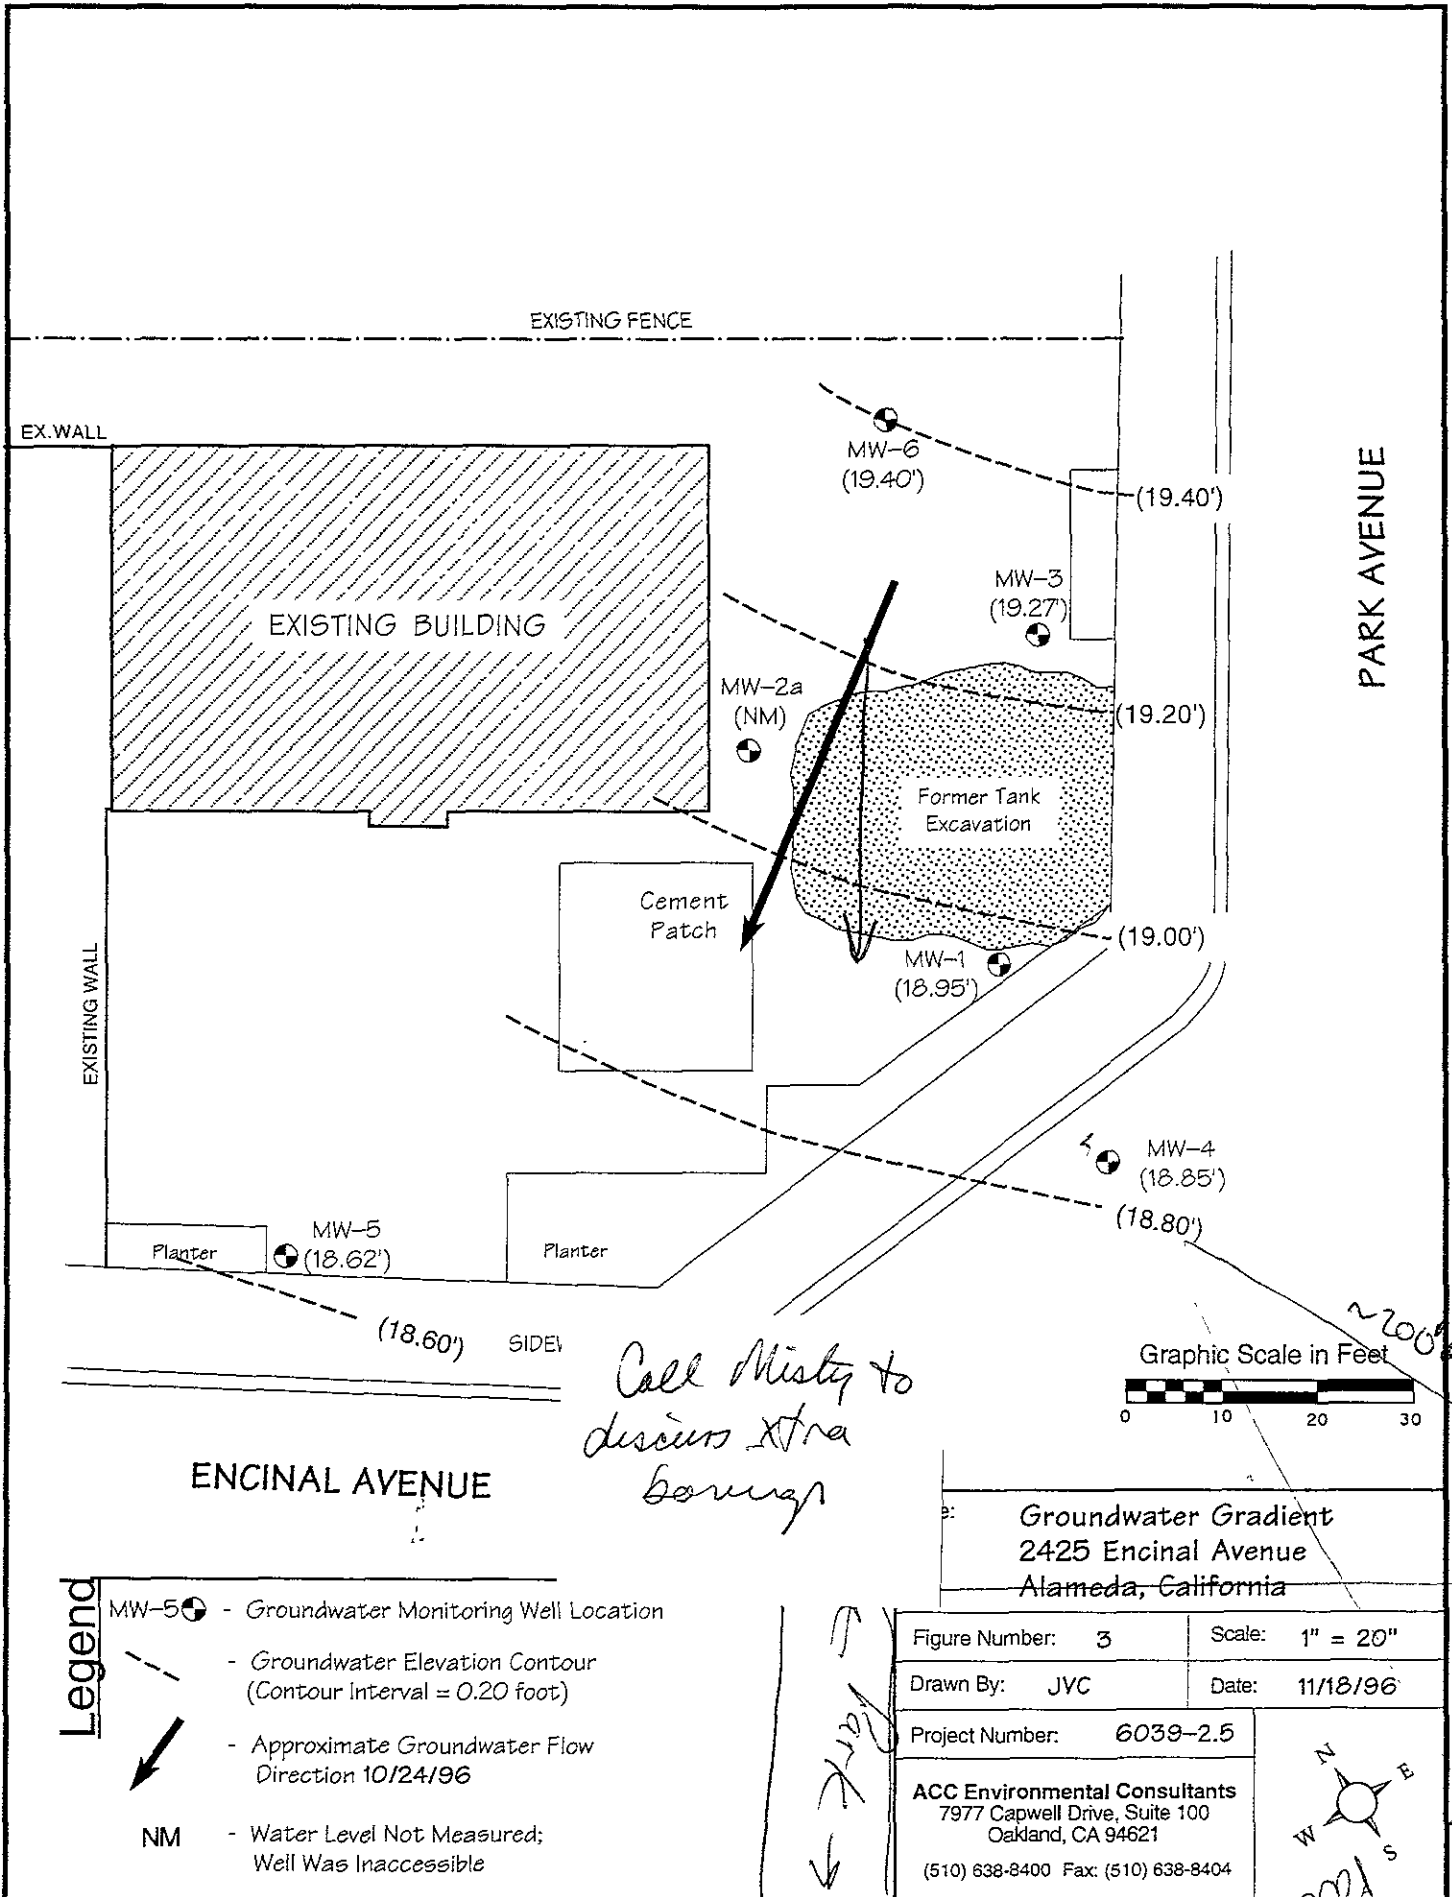 EXISTING FENCE
EX.WALL
MW-6
(19.40')
(19.40')
PARK AVENUE
MW-3
(19.27')
EXISTING BUILDING
MW-2a
(NM)
(19.20')
Former Tank
Excavation
Cement
Patch
(19.00')
MW-1
(18.95')
EXISTING WALL
MW-4
(18.85')
(18.80')
MW-5
(18.62')
Planter
Planter
(18.60')
SIDEW
~200'
Graphic Scale in Feet
0 10 20 30
Call Misty to
discuss xtra
borings
ENCINAL AVENUE
e:
Groundwater Gradient
2425 Encinal Avenue
Alameda, California
Legend
MW-5 - Groundwater Monitoring Well Location
- Groundwater Elevation Contour
(Contour Interval = 0.20 foot)
- Approximate Groundwater Flow
Direction 10/24/96
NM - Water Level Not Measured;
Well Was Inaccessible
Park
Figure Number: 3 Scale: 1" = 20"
Drawn By: JVC Date: 11/18/96
Project Number: 6039-2.5
ACC Environmental Consultants
7977 Capwell Drive, Suite 100
Oakland, CA 94621
(510) 638-8400 Fax: (510) 638-8404
N
E
W
S